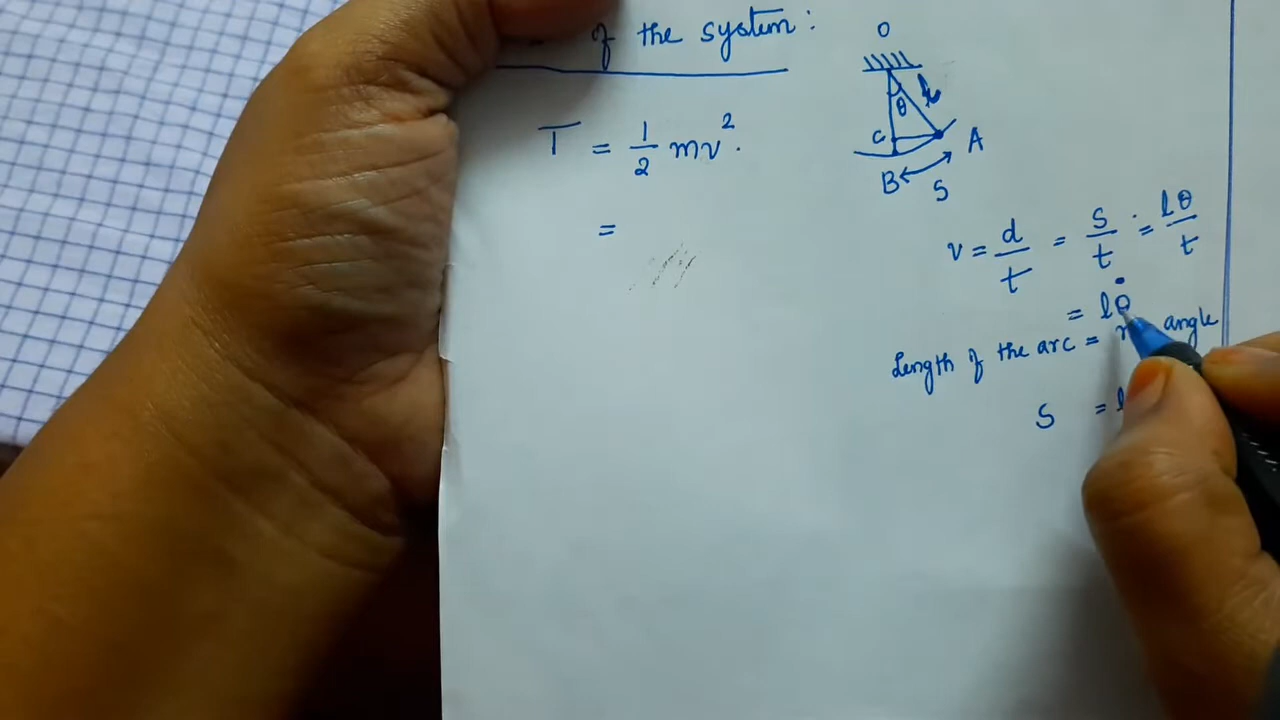 of the system :
O
θ l
C
A
B
S
T = 1/2 mv².
=
v = d/t = S/t = lθ/t
= lθ̇
Length of the arc = angle
S = l